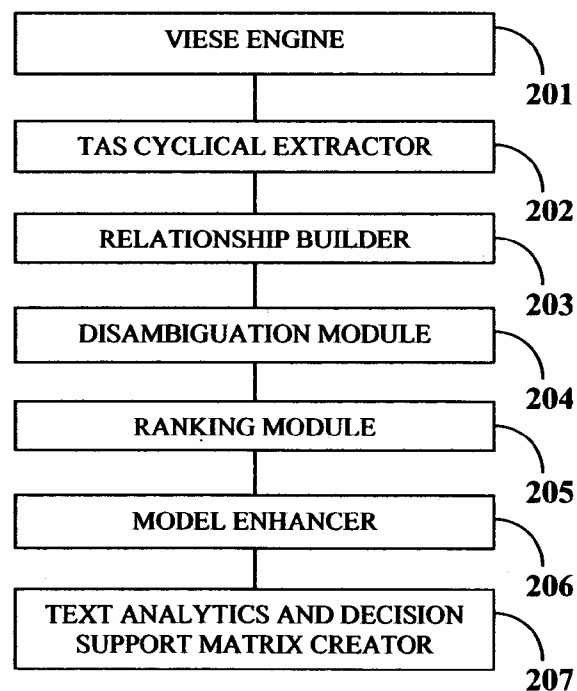 VIESE ENGINE
201
TAS CYCLICAL EXTRACTOR
202
RELATIONSHIP BUILDER
203
DISAMBIGUATION MODULE
204
RANKING MODULE
205
MODEL ENHANCER
206
TEXT ANALYTICS AND DECISION
SUPPORT MATRIX CREATOR
207